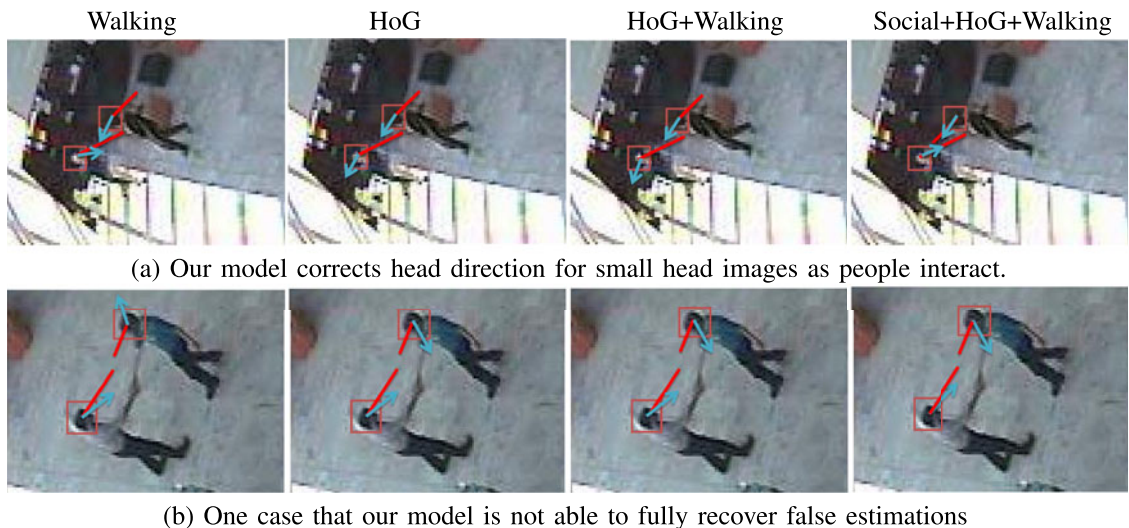 Walking HoG HoG+Walking Social+HoG+Walking
(a) Our model corrects head direction for small head images as people interact.
(b) One case that our model is not able to fully recover false estimations